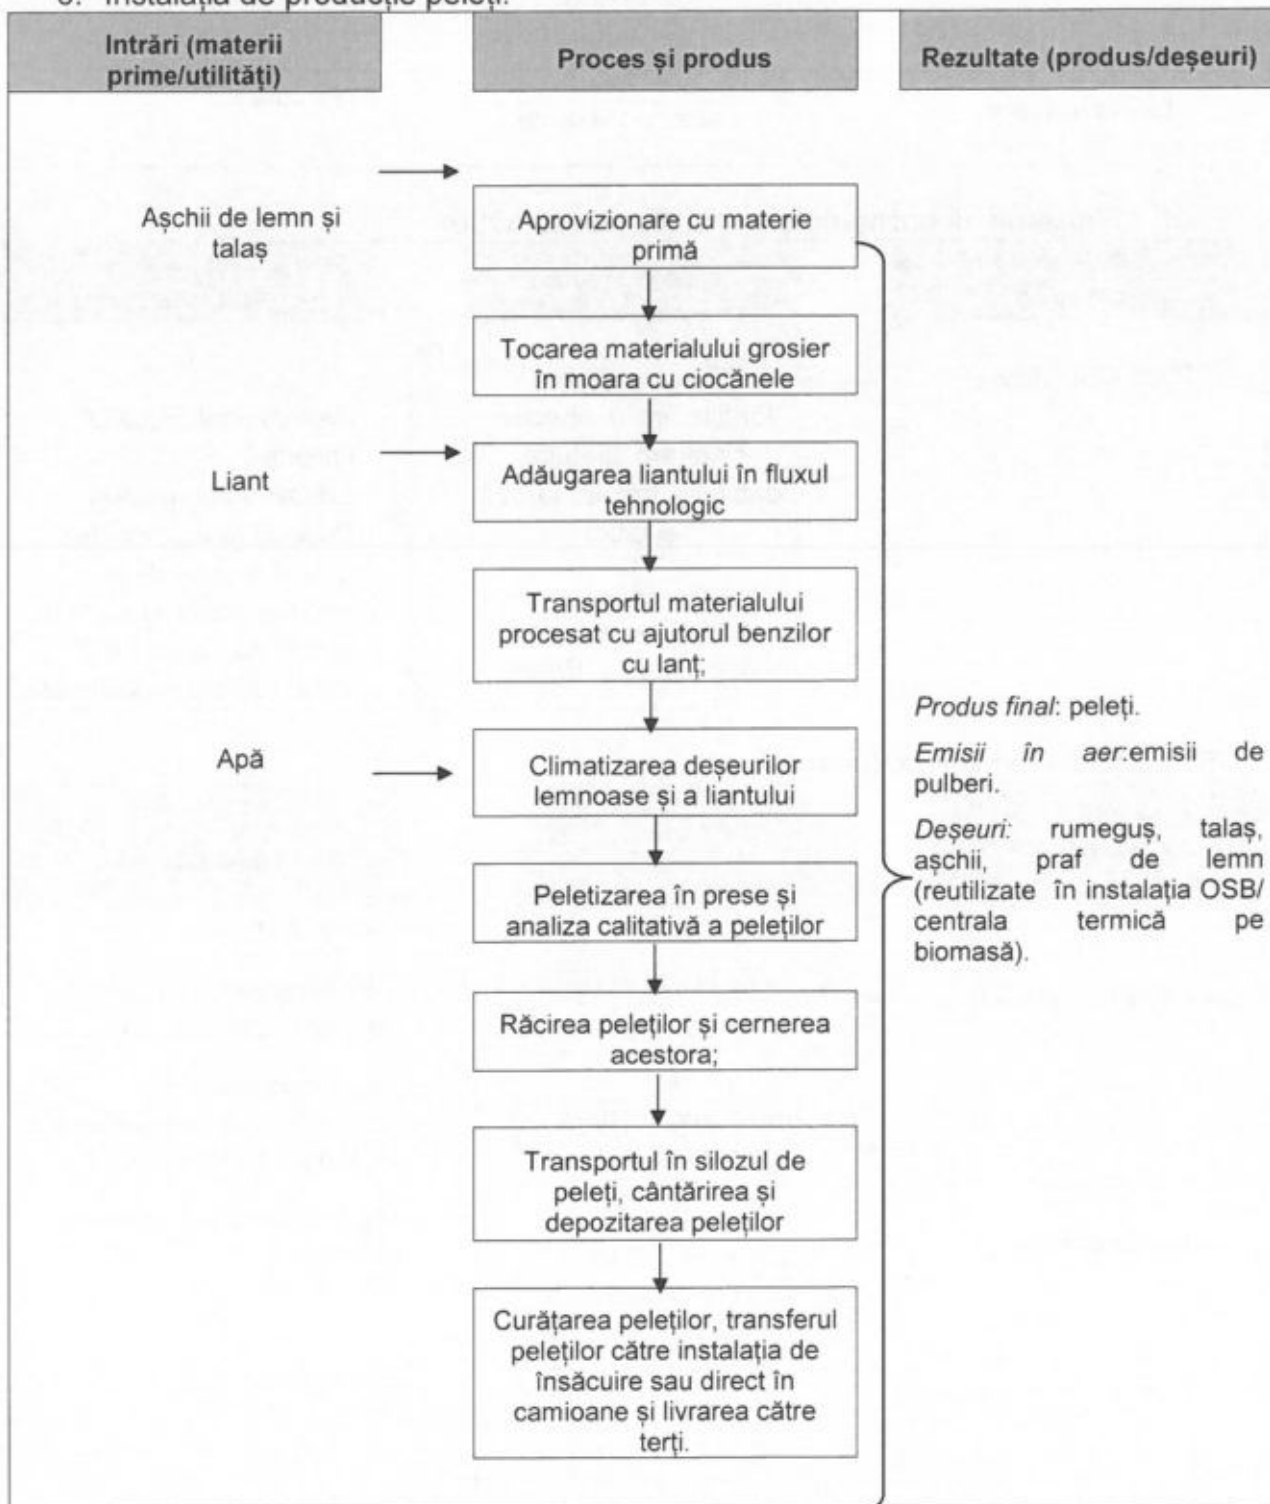 Instalația de producție peleți.
Intrări (materii
prime/utilități)
Proces și produs
Rezultate (produs/deșeuri)
Așchii de lemn și
talaș
Aprovizionare cu materie
primă
Tocarea materialului grosier
în moara cu ciocănele
Liant
Adăugarea liantului în fluxul
tehnologic
Transportul materialului
procesat cu ajutorul benzilor
cu lanț;
Apă
Climatizarea deșeurilor
lemnoase și a liantului
Peletizarea în prese și
analiza calitativă a peleților
Răcirea peleților și cernerea
acestora;
Transportul în silozul de
peleți, cântărirea și
depozitarea peleților
Curățarea peleților, transferul
peleților către instalația de
însăcuire sau direct în
camioane și livrarea către
terți.
Produs final: peleți.
Emisii în aer:emisii de
pulberi.
Deșeuri: rumeguș, talaș,
așchii, praf de lemn
(reutilizate în instalația OSB/
centrala termică pe
biomasă).